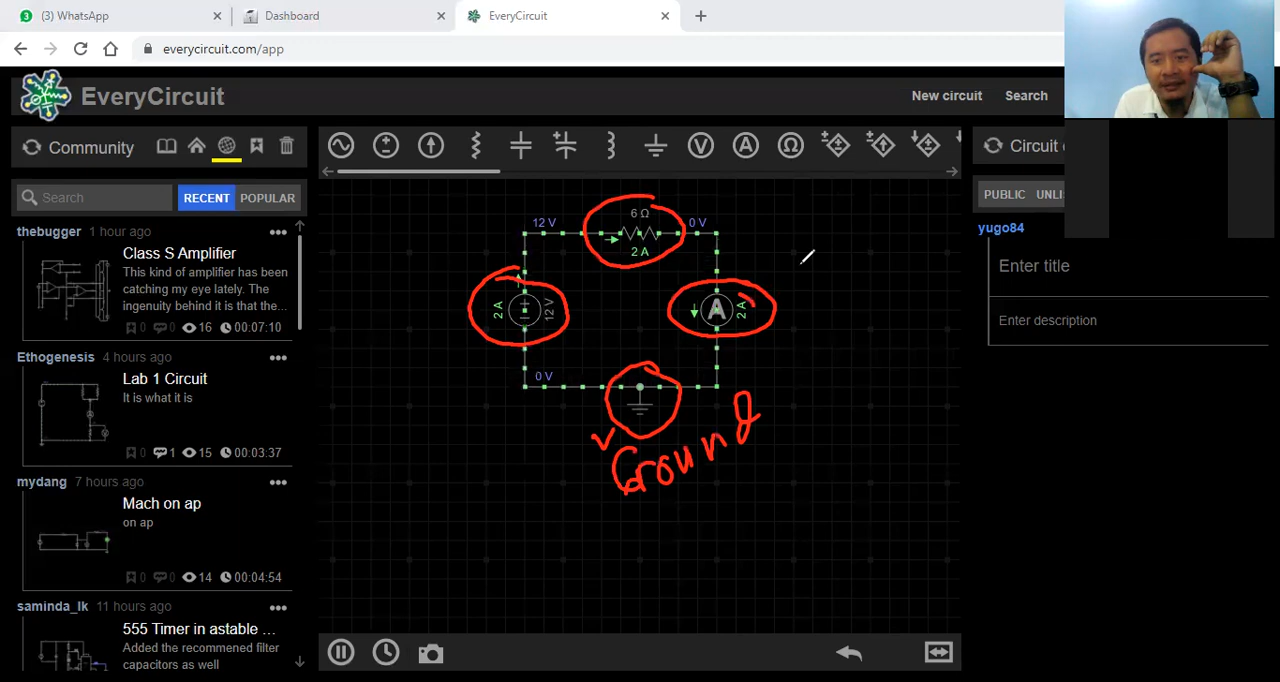 3 (3) WhatsApp
Dashboard
EveryCircuit
everycircuit.com/app
EveryCircuit
New circuit
Search
Community
Search
RECENT
POPULAR
thebugger 1 hour ago
Class S Amplifier
This kind of amplifier has been
catching my eye lately. The
ingenuity behind it is that the...
0 0 16 00:07:10
Ethogenesis 4 hours ago
Lab 1 Circuit
It is what it is
0 1 15 00:03:37
mydang 7 hours ago
Mach on ap
on ap
0 0 14 00:04:54
saminda_lk 11 hours ago
555 Timer in astable ...
Added the recommened filter
capacitors as well
V A Ω
6 Ω
12 V
0 V
2 A
2 A
12 V
A
2 A
0 V
Ground
Circuit
PUBLIC
UNLI
yugo84
Enter title
Enter description